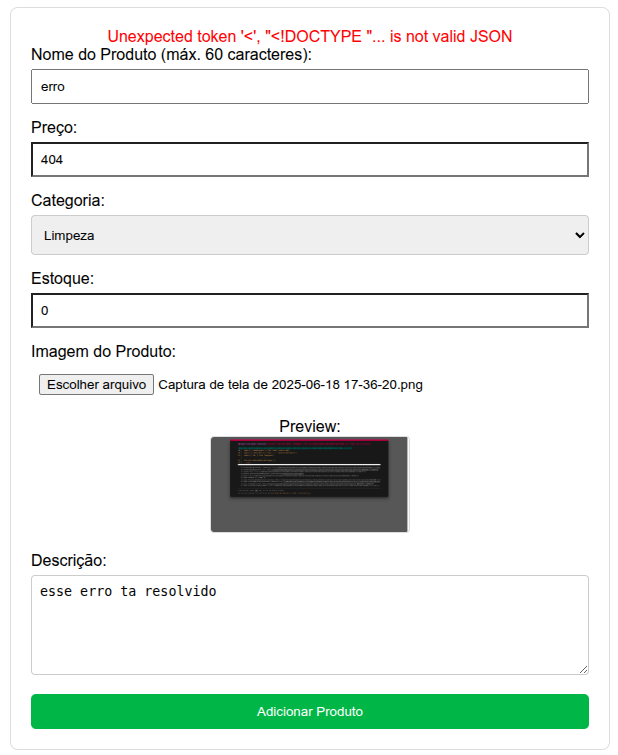 Unexpected token '<', "<!DOCTYPE "... is not valid JSON
Nome do Produto (máx. 60 caracteres):
erro
Preço:
404
Categoria:
Limpeza
Estoque:
0
Imagem do Produto:
Escolher arquivo Captura de tela de 2025-06-18 17-36-20.png
Preview:
Descrição:
esse erro ta resolvido
Adicionar Produto